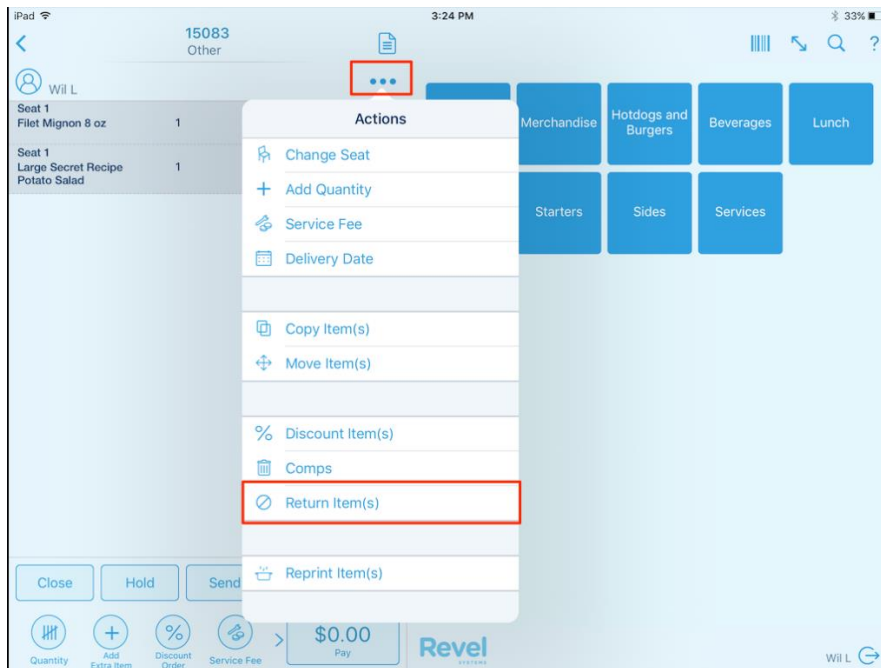 iPad
3:24 PM
33%
15083
Other
?
Wil L
Seat 1
Filet Mignon 8 oz 1
Seat 1
Large Secret Recipe 1
Potato Salad
Actions
Change Seat
Add Quantity
Service Fee
Delivery Date
Copy Item(s)
Move Item(s)
Discount Item(s)
Comps
Return Item(s)
Reprint Item(s)
Merchandise
Hotdogs and
Burgers
Beverages
Lunch
Starters
Sides
Services
Close
Hold
Send
Quantity
Add
Extra Item
Discount
Order
Service Fee
$0.00
Pay
Revel
SYSTEMS
Wil L